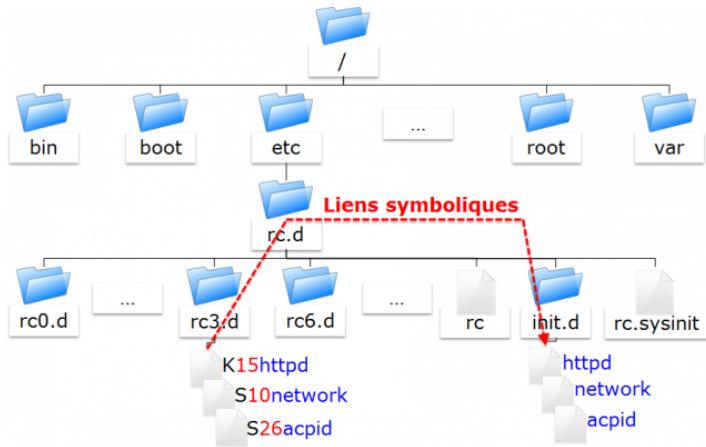 /
bin boot etc ... root var
Liens symboliques
rc.d
rc0.d ... rc3.d rc6.d ... rc init.d rc.sysinit
K15httpd httpd
S10network network
S26acpid acpid